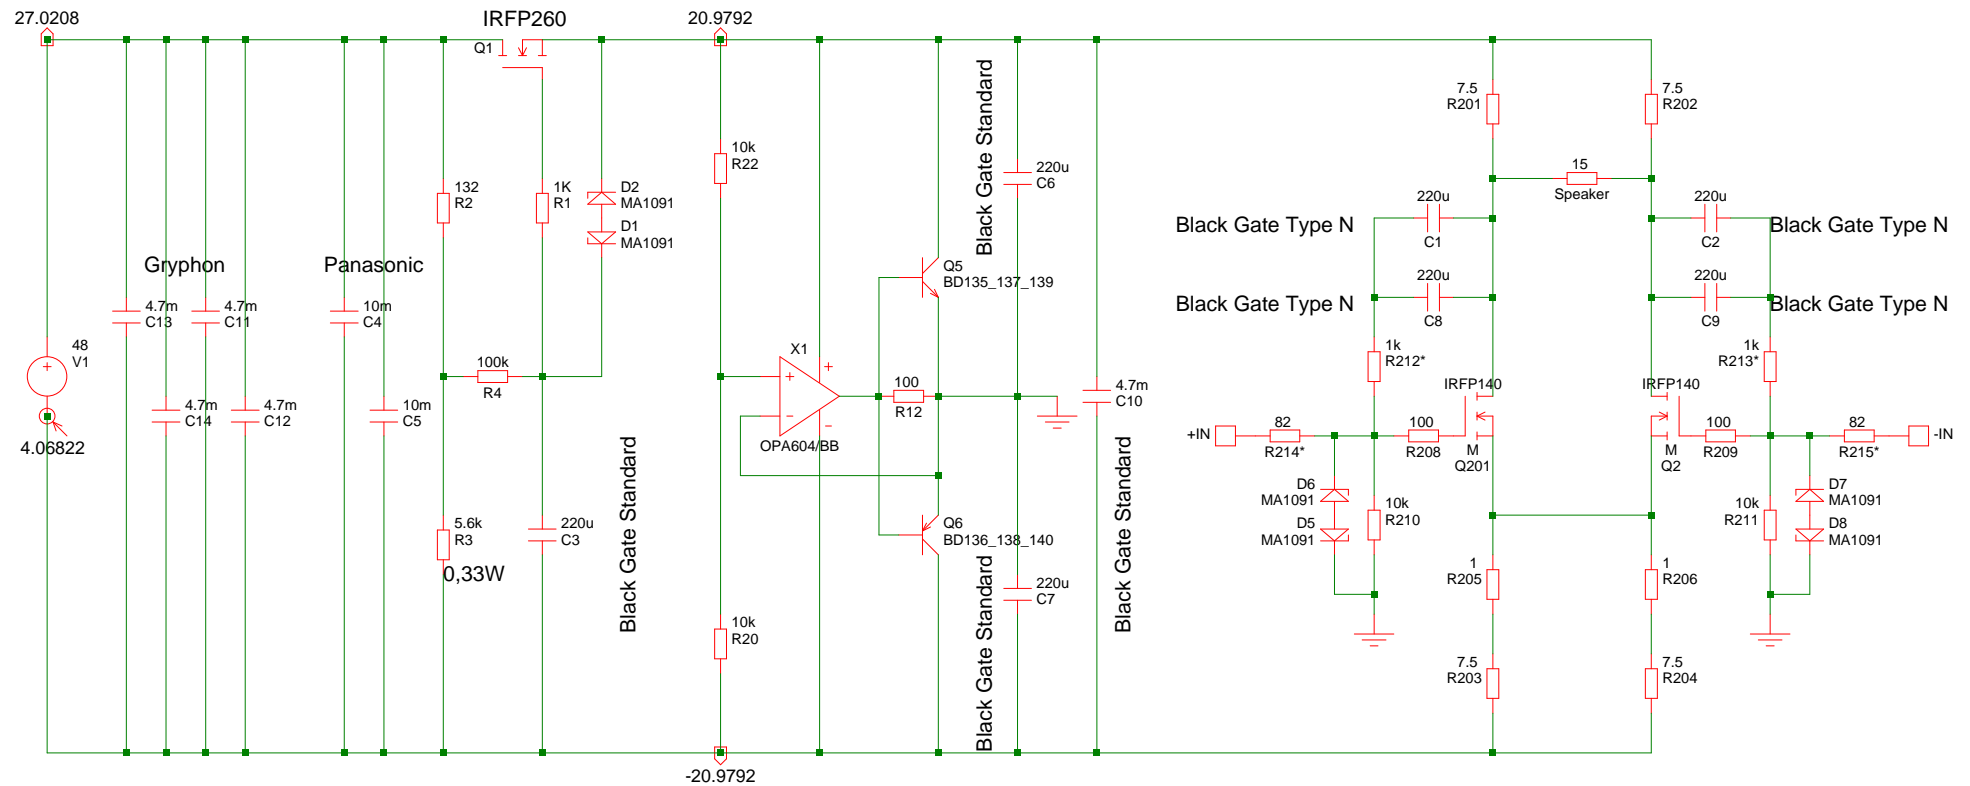 27.0208
IRFP260
Q1
20.9792
48
V1
4.06822
Gryphon
4.7m
C13
4.7m
C11
4.7m
C14
4.7m
C12
Panasonic
10m
C4
10m
C5
132
R2
1K
R1
D2
MA1091
D1
MA1091
100k
R4
5.6k
R3
0,33W
220u
C3
Black Gate Standard
10k
R22
10k
R20
-20.9792
X1
+
+
−
−
OPA604/BB
100
R12
Q5
BD135_137_139
Q6
BD136_138_140
Black Gate Standard
220u
C6
Black Gate Standard
220u
C7
4.7m
C10
Black Gate Standard
7.5
R201
7.5
R202
15
Speaker
Black Gate Type N
220u
C1
220u
C2
Black Gate Type N
Black Gate Type N
220u
C8
220u
C9
Black Gate Type N
1k
R212*
1k
R213*
IRFP140
IRFP140
+IN
82
R214*
100
R208
M
Q201
M
Q2
100
R209
82
R215*
-IN
D6
MA1091
D5
MA1091
10k
R210
10k
R211
D7
MA1091
D8
MA1091
1
R205
1
R206
7.5
R203
7.5
R204